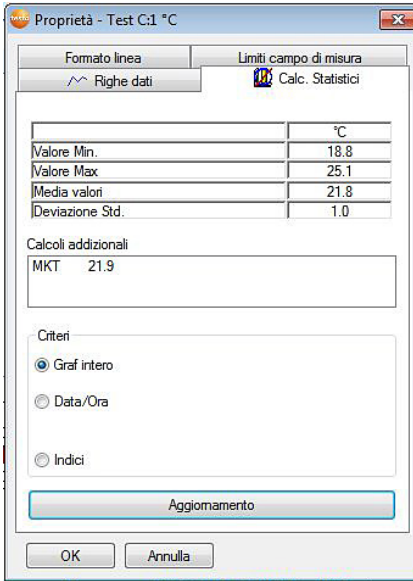 testo Proprietà - Test C:1 °C
Formato linea Limiti campo di misura
Righe dati Calc. Statistici
°C
Valore Min. 18.8
Valore Max 25.1
Media valori 21.8
Deviazione Std. 1.0
Calcoli addizionali
MKT 21.9
Criteri
Graf intero
Data/Ora
Indici
Aggiornamento
OK Annulla